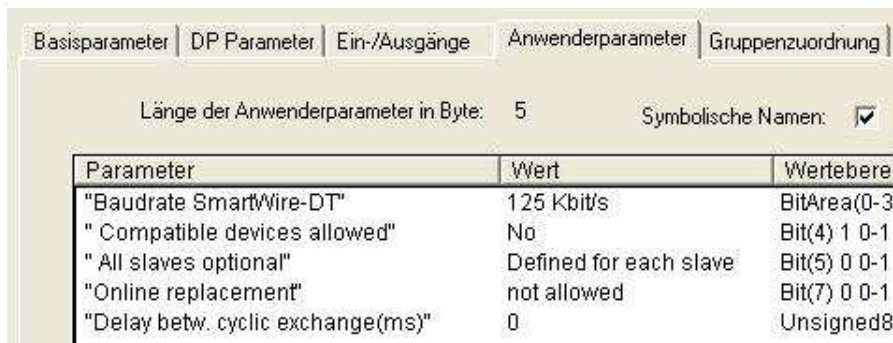 Basisparameter DP Parameter Ein-/Ausgänge Anwenderparameter Gruppenzuordnung
Länge der Anwenderparameter in Byte: 5 Symbolische Namen:
Parameter Wert Wertebere
"Baudrate SmartWire-DT" 125 Kbit/s BitArea(0-3
" Compatible devices allowed" No Bit(4) 1 0-1
" All slaves optional" Defined for each slave Bit(5) 0 0-1
"Online replacement" not allowed Bit(7) 0 0-1
"Delay betw. cyclic exchange(ms)" 0 Unsigned8